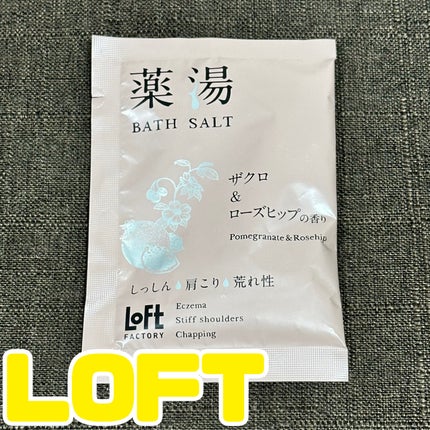 薬湯
BATH SALT
ザクロ
&
ローズヒップの香り
Pomegranate & Rosehip
しっしん 肩こり 荒れ性
Loft
FACTORY
Eczema
Stiff shoulders
Chapping
LOFT